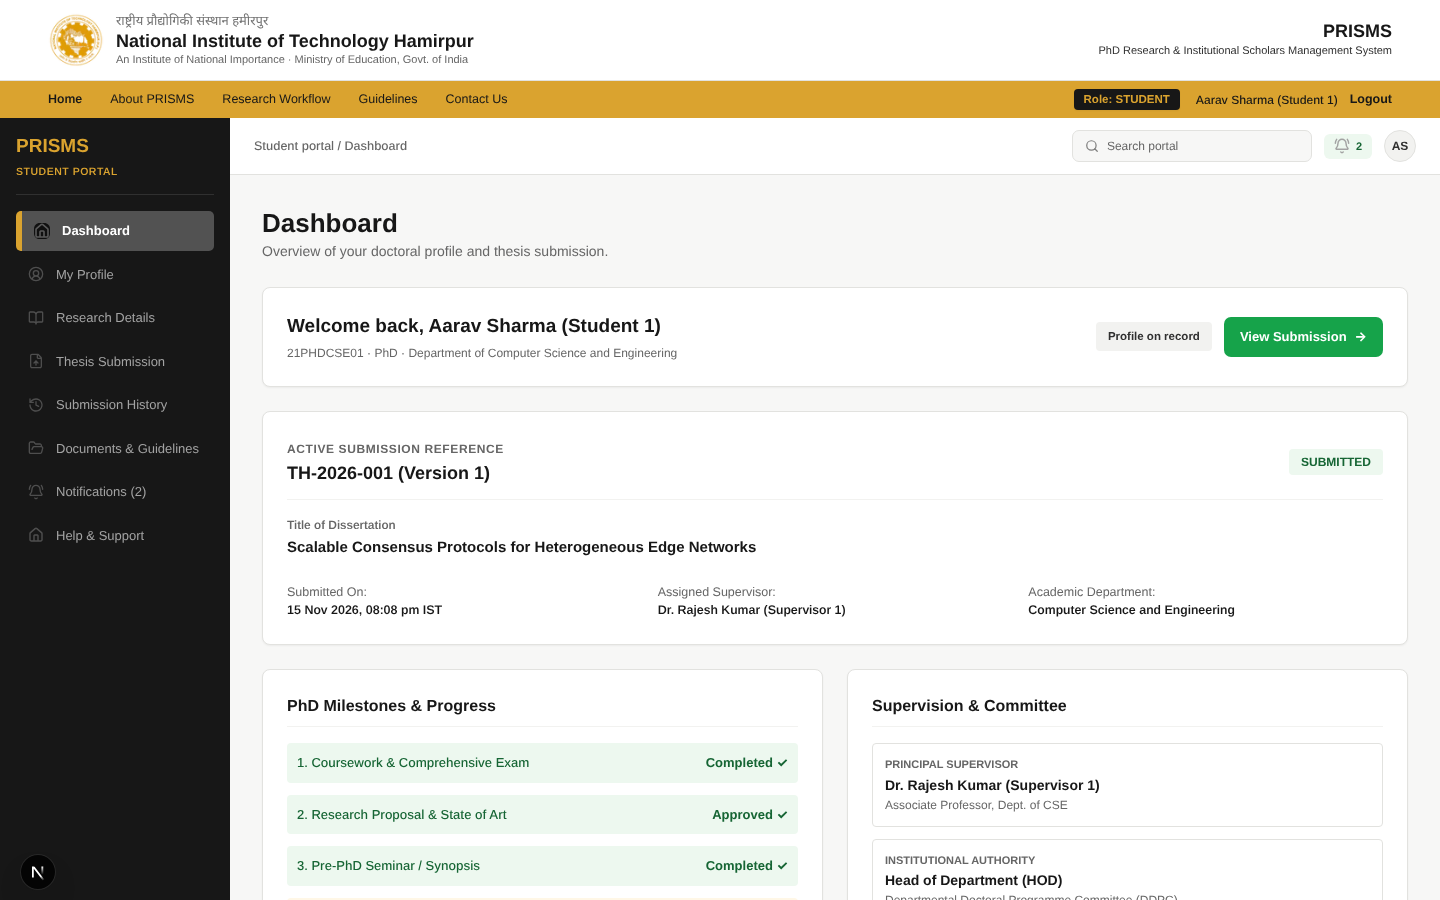 राष्ट्रीय प्रौद्योगिकी संस्थान हमीरपुर
National Institute of Technology Hamirpur
An Institute of National Importance · Ministry of Education, Govt. of India
PRISMS
PhD Research & Institutional Scholars Management System
Home
About PRISMS
Research Workflow
Guidelines
Contact Us
Role: STUDENT
Aarav Sharma (Student 1)
Logout
PRISMS
STUDENT PORTAL
Dashboard
My Profile
Research Details
Thesis Submission
Submission History
Documents & Guidelines
Notifications (2)
Help & Support
Student portal / Dashboard
Search portal
2
AS
Dashboard
Overview of your doctoral profile and thesis submission.
Welcome back, Aarav Sharma (Student 1)
21PHDCSE01 · PhD · Department of Computer Science and Engineering
Profile on record
View Submission →
ACTIVE SUBMISSION REFERENCE
TH-2026-001 (Version 1)
SUBMITTED
Title of Dissertation
Scalable Consensus Protocols for Heterogeneous Edge Networks
Submitted On:
15 Nov 2026, 08:08 pm IST
Assigned Supervisor:
Dr. Rajesh Kumar (Supervisor 1)
Academic Department:
Computer Science and Engineering
PhD Milestones & Progress
1. Coursework & Comprehensive Exam
Completed ✓
2. Research Proposal & State of Art
Approved ✓
3. Pre-PhD Seminar / Synopsis
Completed ✓
Supervision & Committee
PRINCIPAL SUPERVISOR
Dr. Rajesh Kumar (Supervisor 1)
Associate Professor, Dept. of CSE
INSTITUTIONAL AUTHORITY
Head of Department (HOD)
Departmental Doctoral Programme Committee (DDPC)
N